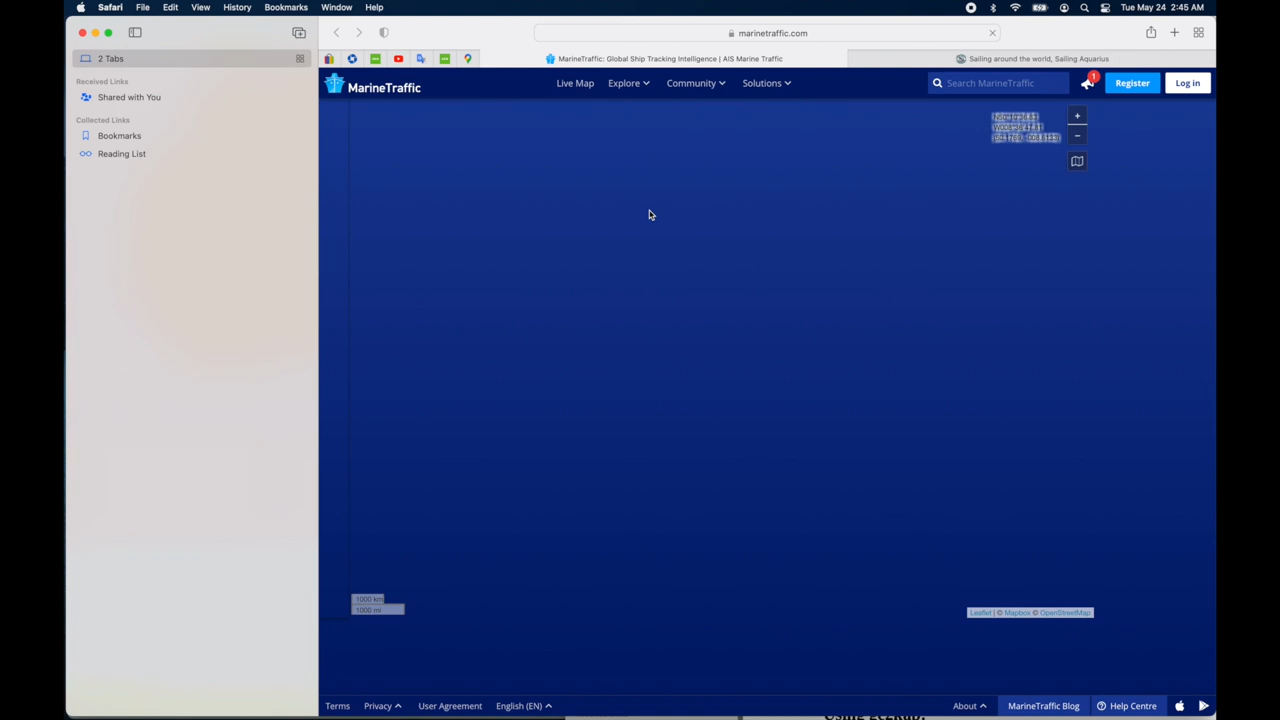 Safari File Edit View History Bookmarks Window Help Tue May 24 2:45 AM
marinetraffic.com
2 Tabs
MarineTraffic: Global Ship Tracking Intelligence | AIS Marine Traffic
Sailing around the world, Sailing Aquarius
Received Links
Shared with You
Collected Links
Bookmarks
Reading List
MarineTraffic
Live Map Explore Community Solutions
Search MarineTraffic
1
Register
Log in
+
−
1000 km
1000 mi
Leaflet | © Mapbox © OpenStreetMap
Terms Privacy User Agreement English (EN) About MarineTraffic Blog Help Centre